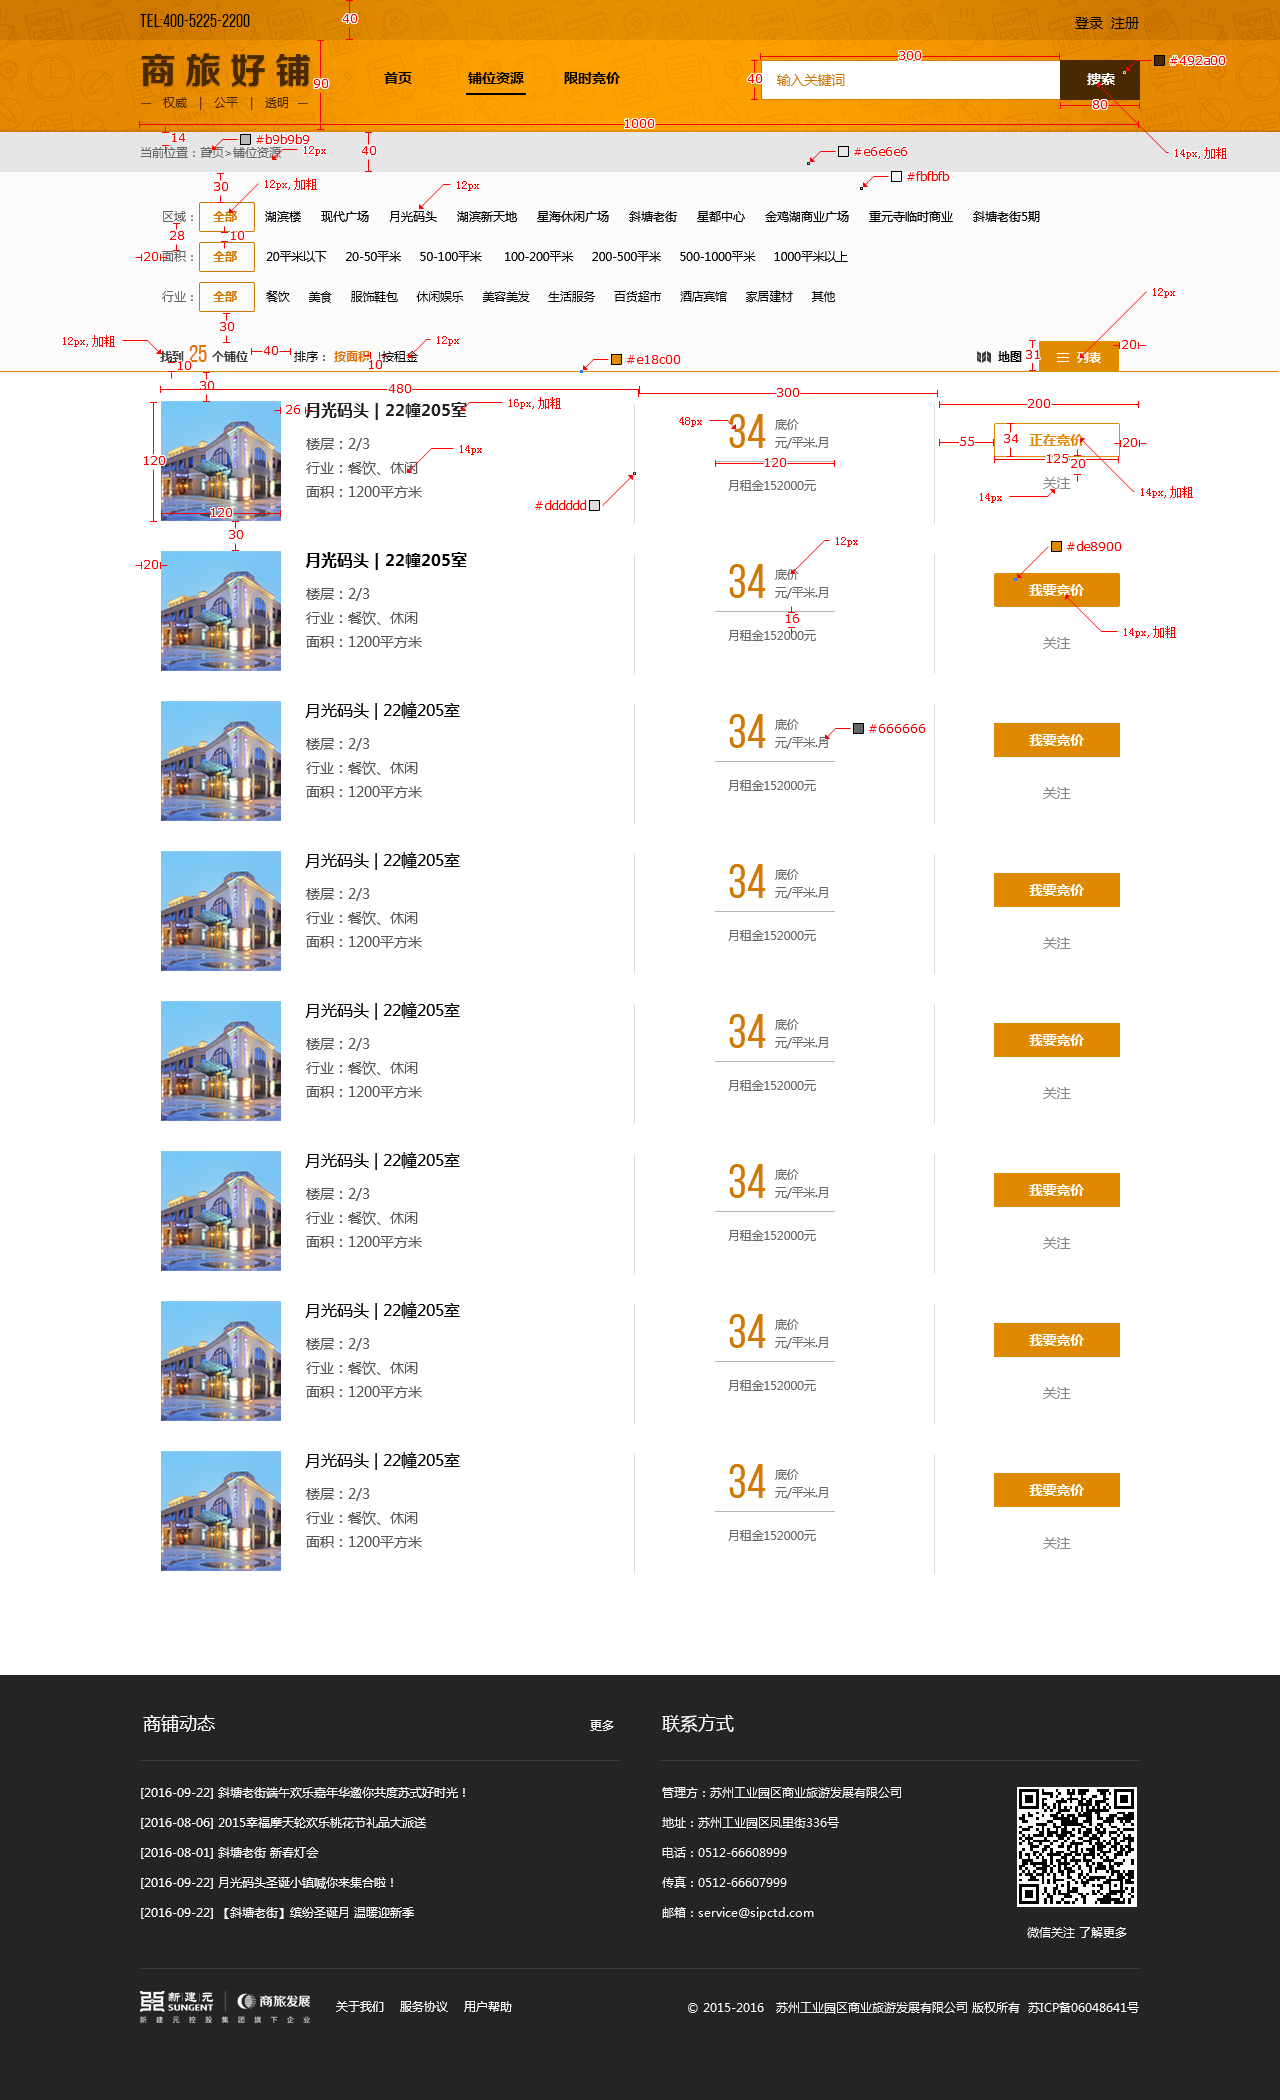 TEL:400-5225-2200
40
登录 注册
商旅好铺
— 权威 | 公平 | 透明 —
90
首页
铺位资源
限时竞价
300
40
输入关键词
搜索
#492a00
80
1000
14px, 加粗
14
#b9b9b9
当前位置：首页>铺位资源
12px
40
#e6e6e6
#fbfbfb
30
12px, 加粗
12px
区域：
全部
湖滨楼 现代广场 月光码头 湖滨新天地 星海休闲广场 斜塘老街 星都中心 金鸡湖商业广场 重元寺临时商业 斜塘老街5期
28
10
20
面积：
全部
20平米以下 20-50平米 50-100平米 100-200平米 200-500平米 500-1000平米 1000平米以上
行业：
全部
餐饮 美食 服饰鞋包 休闲娱乐 美容美发 生活服务 百货超市 酒店宾馆 家居建材 其他
30
12px
12px, 加粗
找到 25 个铺位
40
排序： 按面积 按租金
12px
10
10
#e18c00
地图
31
列表
20
30
480
300
200
26
月光码头 | 22幢205室
16px, 加粗
楼层：2/3
行业：餐饮、休闲
面积：1200平方米
14px
120
120
#dddddd
48px
34
底价
元/平米.月
120
月租金152000元
55
34
正在竞价
20
125
20
关注
14px
14px, 加粗
30
20
月光码头 | 22幢205室
楼层：2/3
行业：餐饮、休闲
面积：1200平方米
12px
34
底价
元/平米.月
16
月租金152000元
#de8900
我要竞价
14px, 加粗
关注
月光码头 | 22幢205室
楼层：2/3
行业：餐饮、休闲
面积：1200平方米
34
底价
元/平米.月
#666666
月租金152000元
我要竞价
关注
月光码头 | 22幢205室
楼层：2/3
行业：餐饮、休闲
面积：1200平方米
34
底价
元/平米.月
月租金152000元
我要竞价
关注
月光码头 | 22幢205室
楼层：2/3
行业：餐饮、休闲
面积：1200平方米
34
底价
元/平米.月
月租金152000元
我要竞价
关注
月光码头 | 22幢205室
楼层：2/3
行业：餐饮、休闲
面积：1200平方米
34
底价
元/平米.月
月租金152000元
我要竞价
关注
月光码头 | 22幢205室
楼层：2/3
行业：餐饮、休闲
面积：1200平方米
34
底价
元/平米.月
月租金152000元
我要竞价
关注
月光码头 | 22幢205室
楼层：2/3
行业：餐饮、休闲
面积：1200平方米
34
底价
元/平米.月
月租金152000元
我要竞价
关注
商铺动态
更多
[2016-09-22] 斜塘老街端午欢乐嘉年华邀你共度苏式好时光！
[2016-08-06] 2015幸福摩天轮欢乐桃花节礼品大派送
[2016-08-01] 斜塘老街 新春灯会
[2016-09-22] 月光码头圣诞小镇喊你来集合啦！
[2016-09-22] 【斜塘老街】缤纷圣诞月 温暖迎新季
联系方式
管理方：苏州工业园区商业旅游发展有限公司
地址：苏州工业园区凤里街336号
电话：0512-66608999
传真：0512-66607999
邮箱：service@sipctd.com
微信关注 了解更多
新建元
SUNGENT
商旅发展
新建元控股集团旗下企业
关于我们 服务协议 用户帮助
© 2015-2016 苏州工业园区商业旅游发展有限公司 版权所有 苏ICP备06048641号